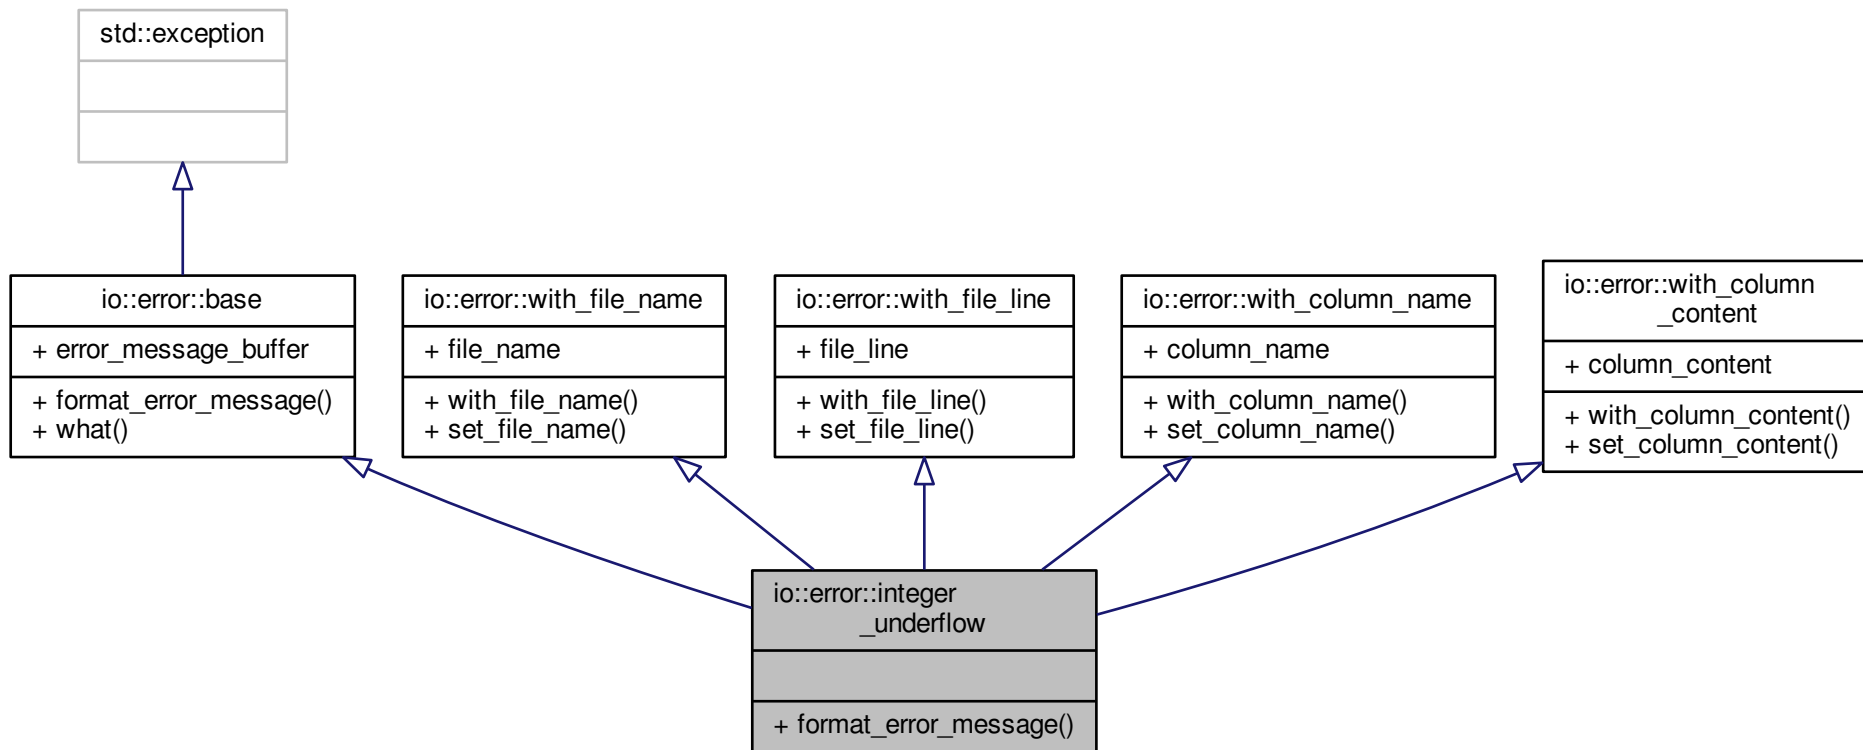 std::exception
io::error::base
+ error_message_buffer
+ format_error_message()
+ what()
io::error::with_file_name
+ file_name
+ with_file_name()
+ set_file_name()
io::error::with_file_line
+ file_line
+ with_file_line()
+ set_file_line()
io::error::with_column_name
+ column_name
+ with_column_name()
+ set_column_name()
io::error::with_column
_content
+ column_content
+ with_column_content()
+ set_column_content()
io::error::integer
_underflow
+ format_error_message()